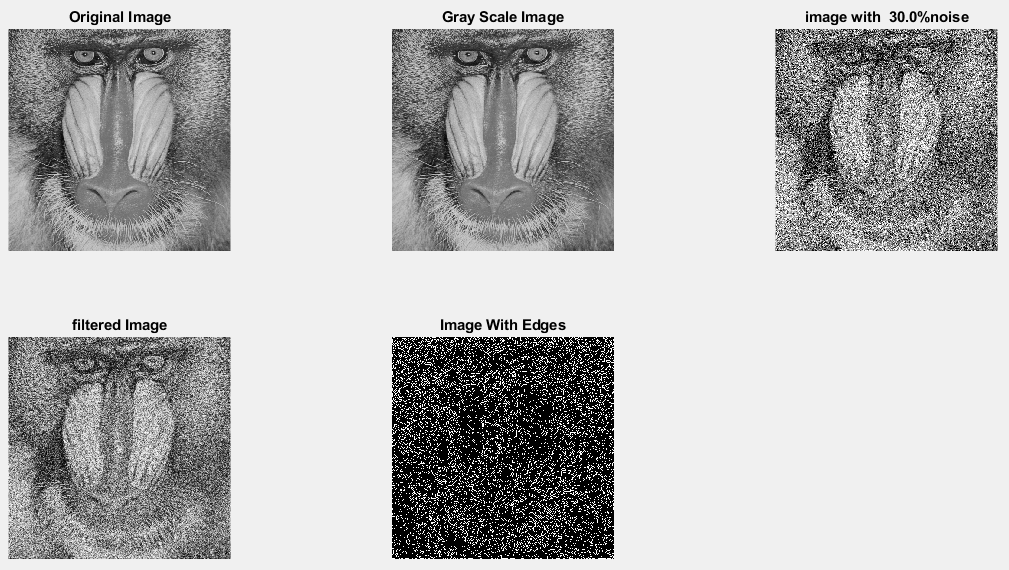 Original Image
Gray Scale Image
image with  30.0%noise
filtered Image
Image With Edges